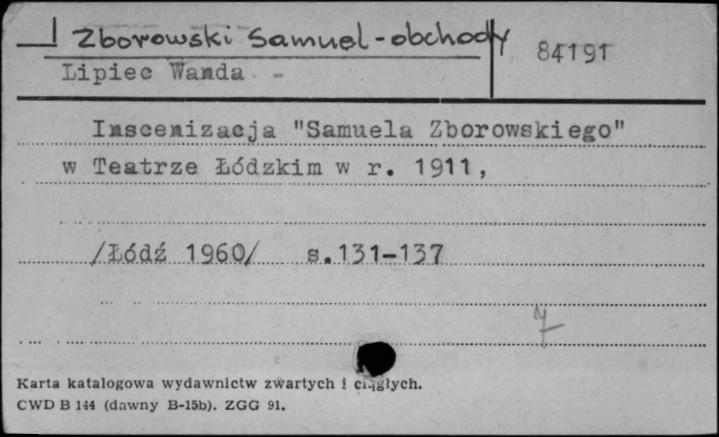 Zborowski Samuel - obchody
84191
Lipiec Wanda -
Inscenizacja "Samuela Zborowskiego"
w Teatrze Łódzkim w r. 1911,
/Łódź 1960/ s.131-137
Karta katalogowa wydawnictw zwartych i ciągłych.
CWD B 144 (dawny B-15b). ZGG 91.